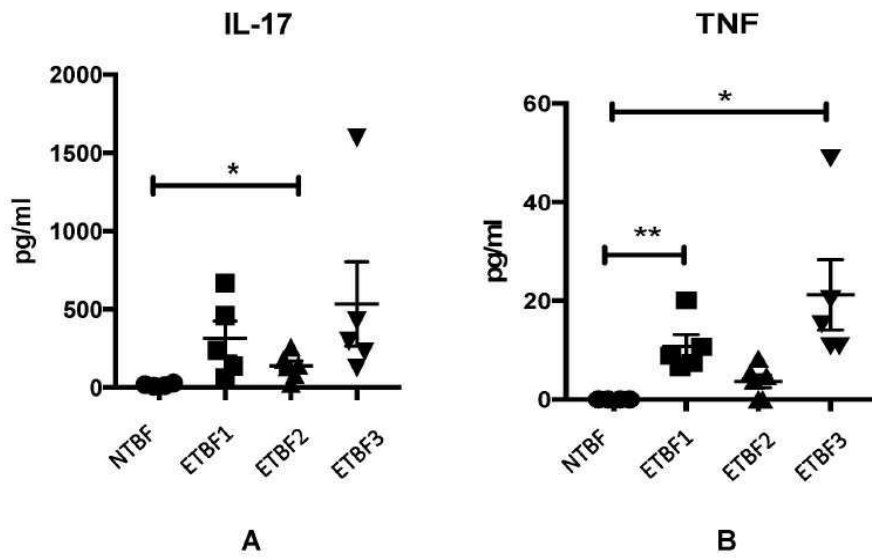 IL-17
2000
1500
1000
500
0
pg/ml
*
NTBF
ETBF1
ETBF2
ETBF3
A
TNF
60
40
20
0
pg/ml
*
**
NTBF
ETBF1
ETBF2
ETBF3
B